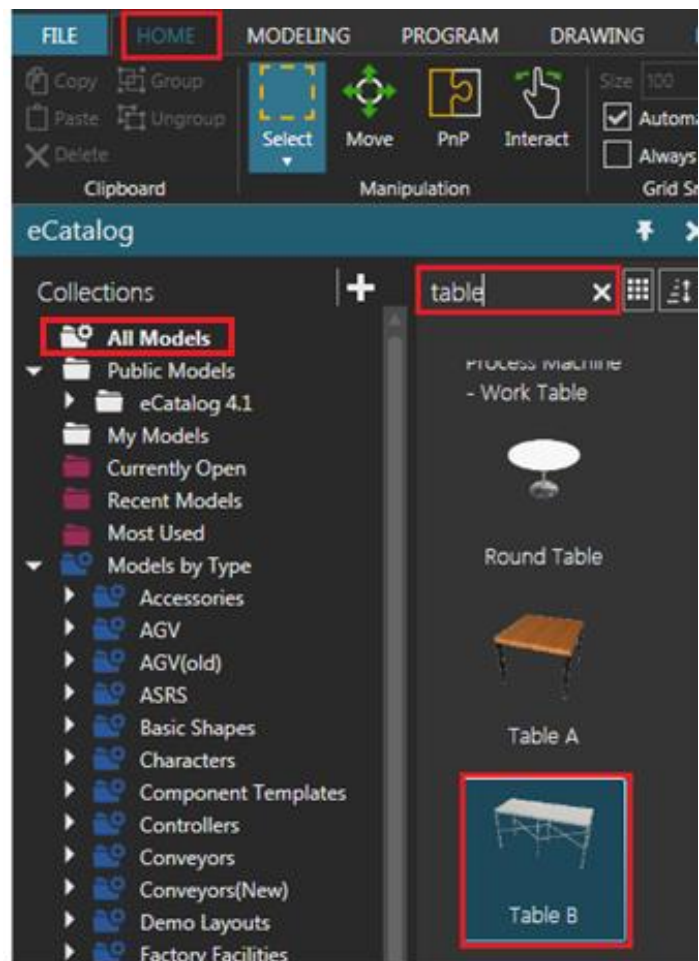 FILE HOME MODELING PROGRAM DRAWING
Copy Group
Paste Ungroup
Delete
Select Move PnP Interact
Size 100
Automa
Always
Clipboard Manipulation Grid Sn
eCatalog
Collections
table
All Models
Public Models
eCatalog 4.1
My Models
Currently Open
Recent Models
Most Used
Models by Type
Accessories
AGV
AGV(old)
ASRS
Basic Shapes
Characters
Component Templates
Controllers
Conveyors
Conveyors(New)
Demo Layouts
Factory Facilities
Process Machine
- Work Table
Round Table
Table A
Table B